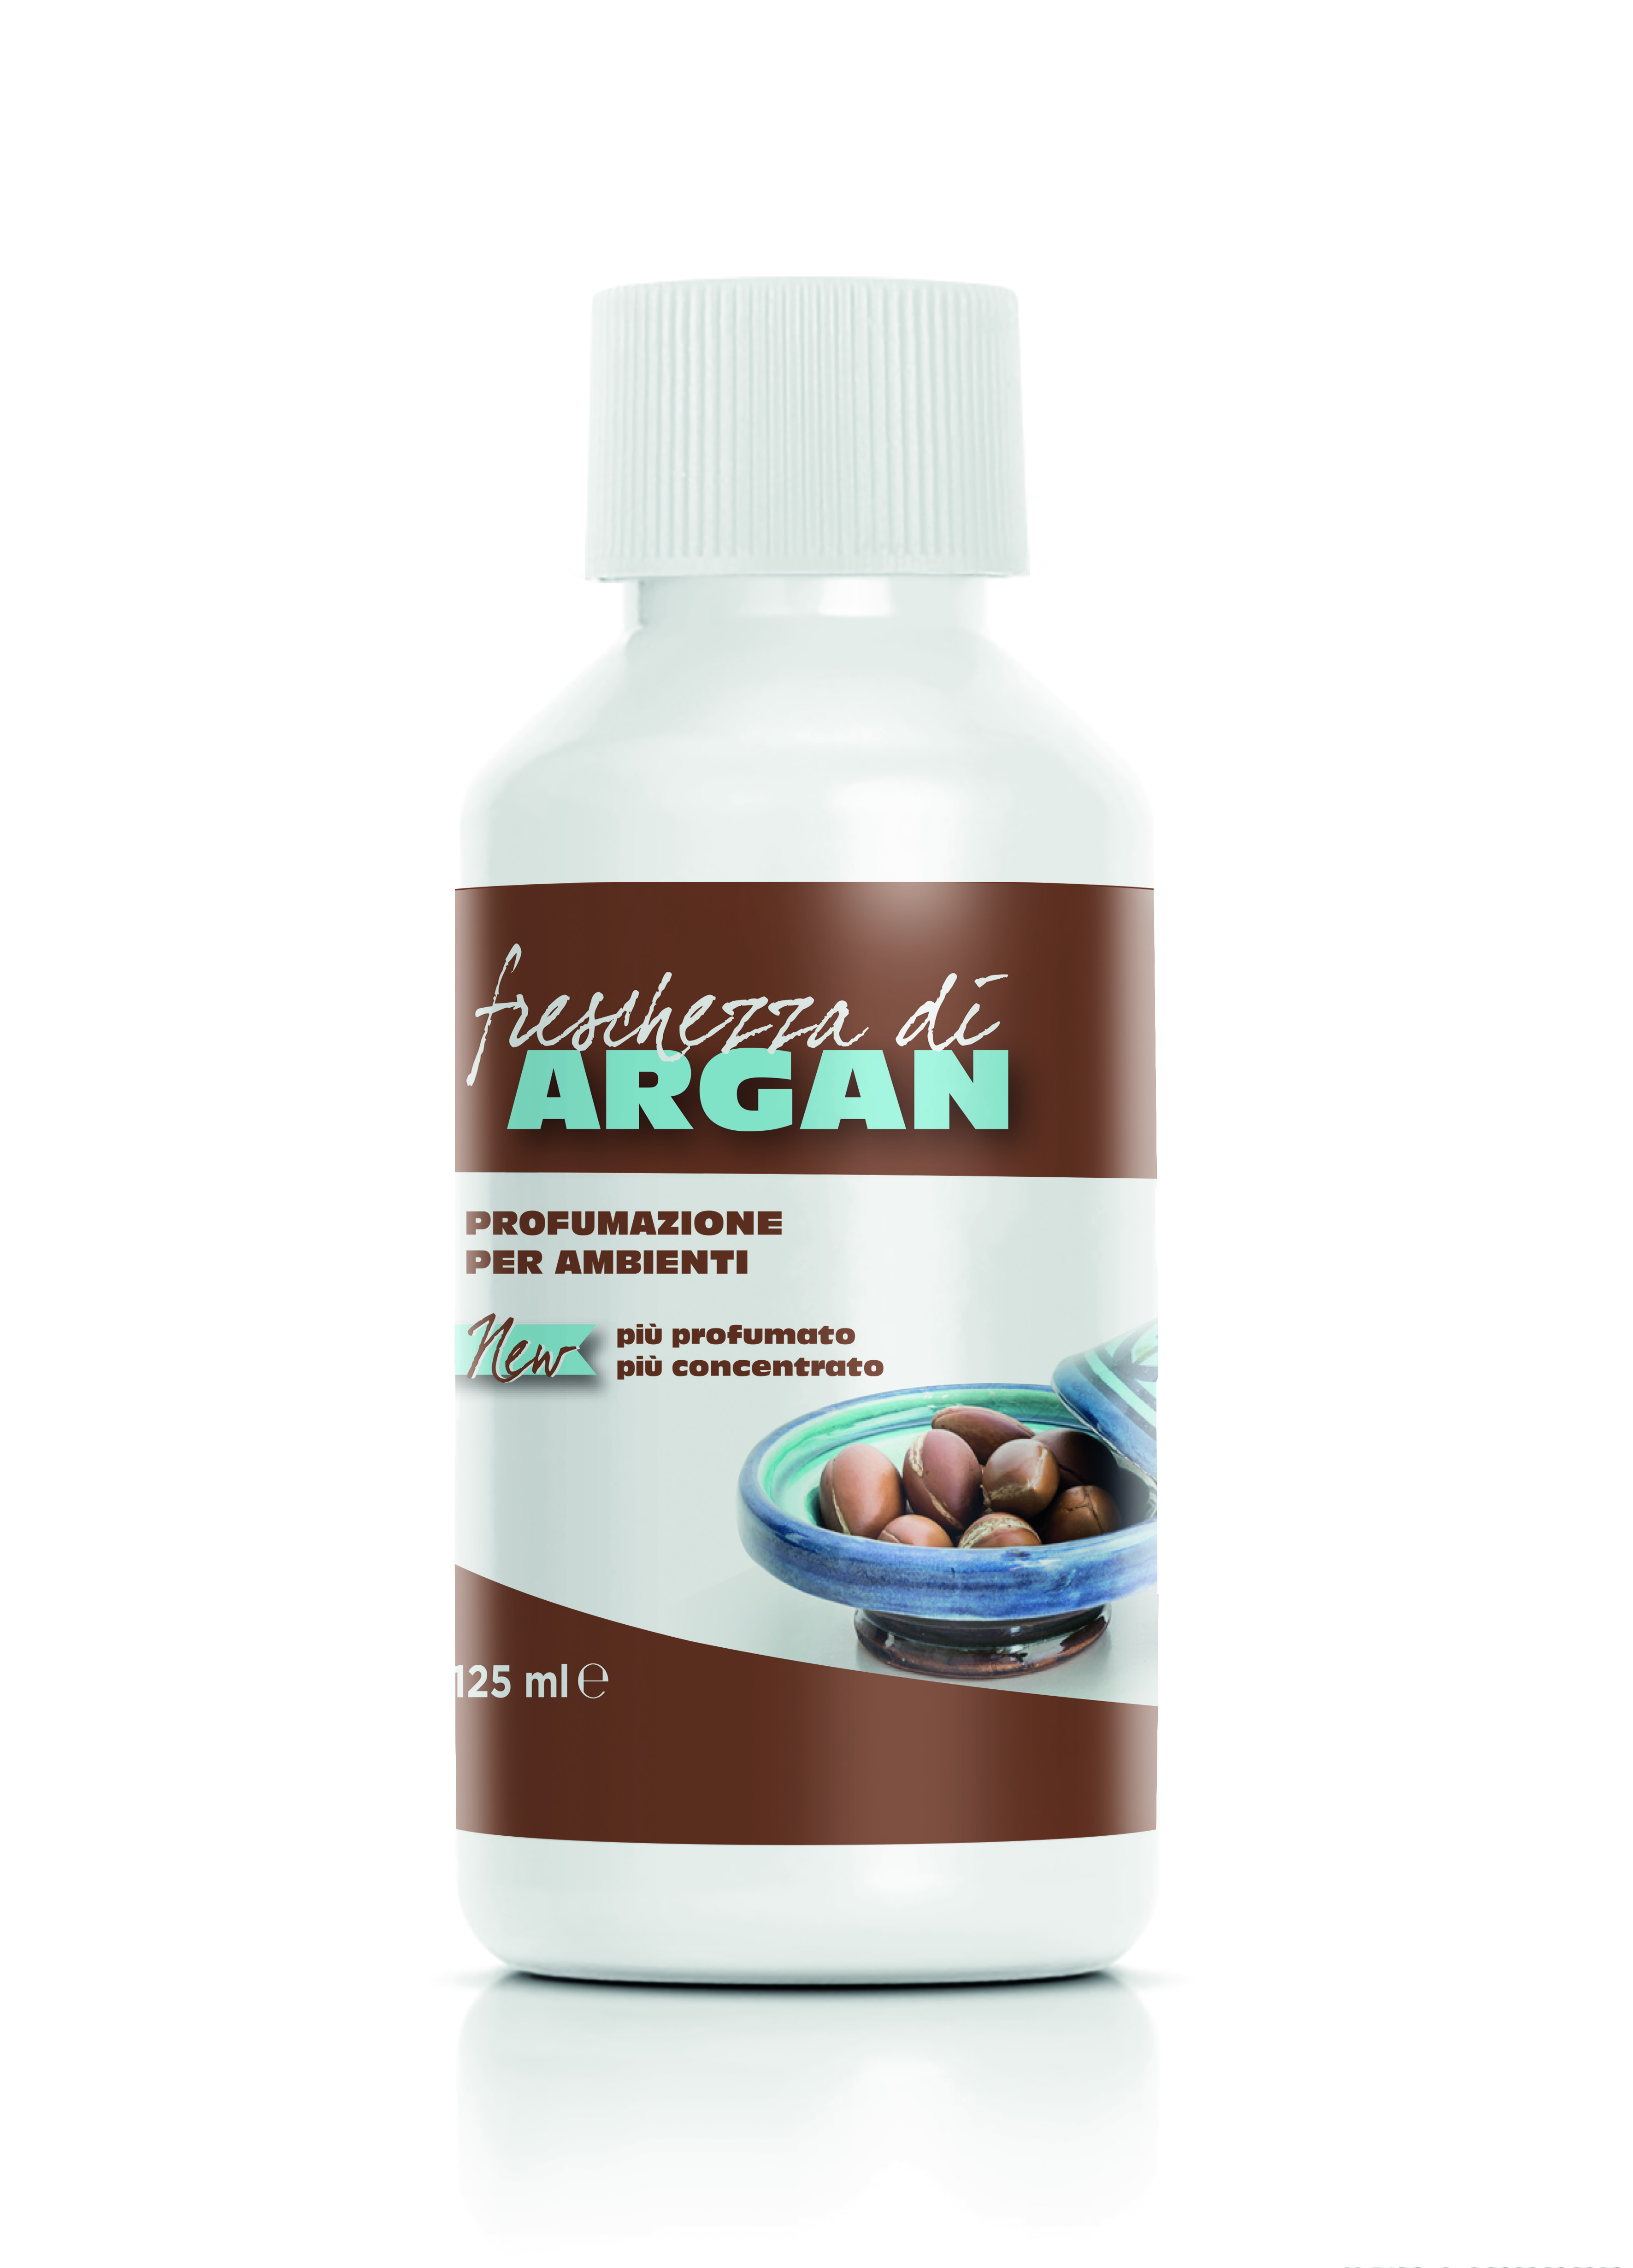 freschezza di
ARGAN
PROFUMAZIONE
PER AMBIENTI
New
più profumato
più concentrato
125 ml ℮